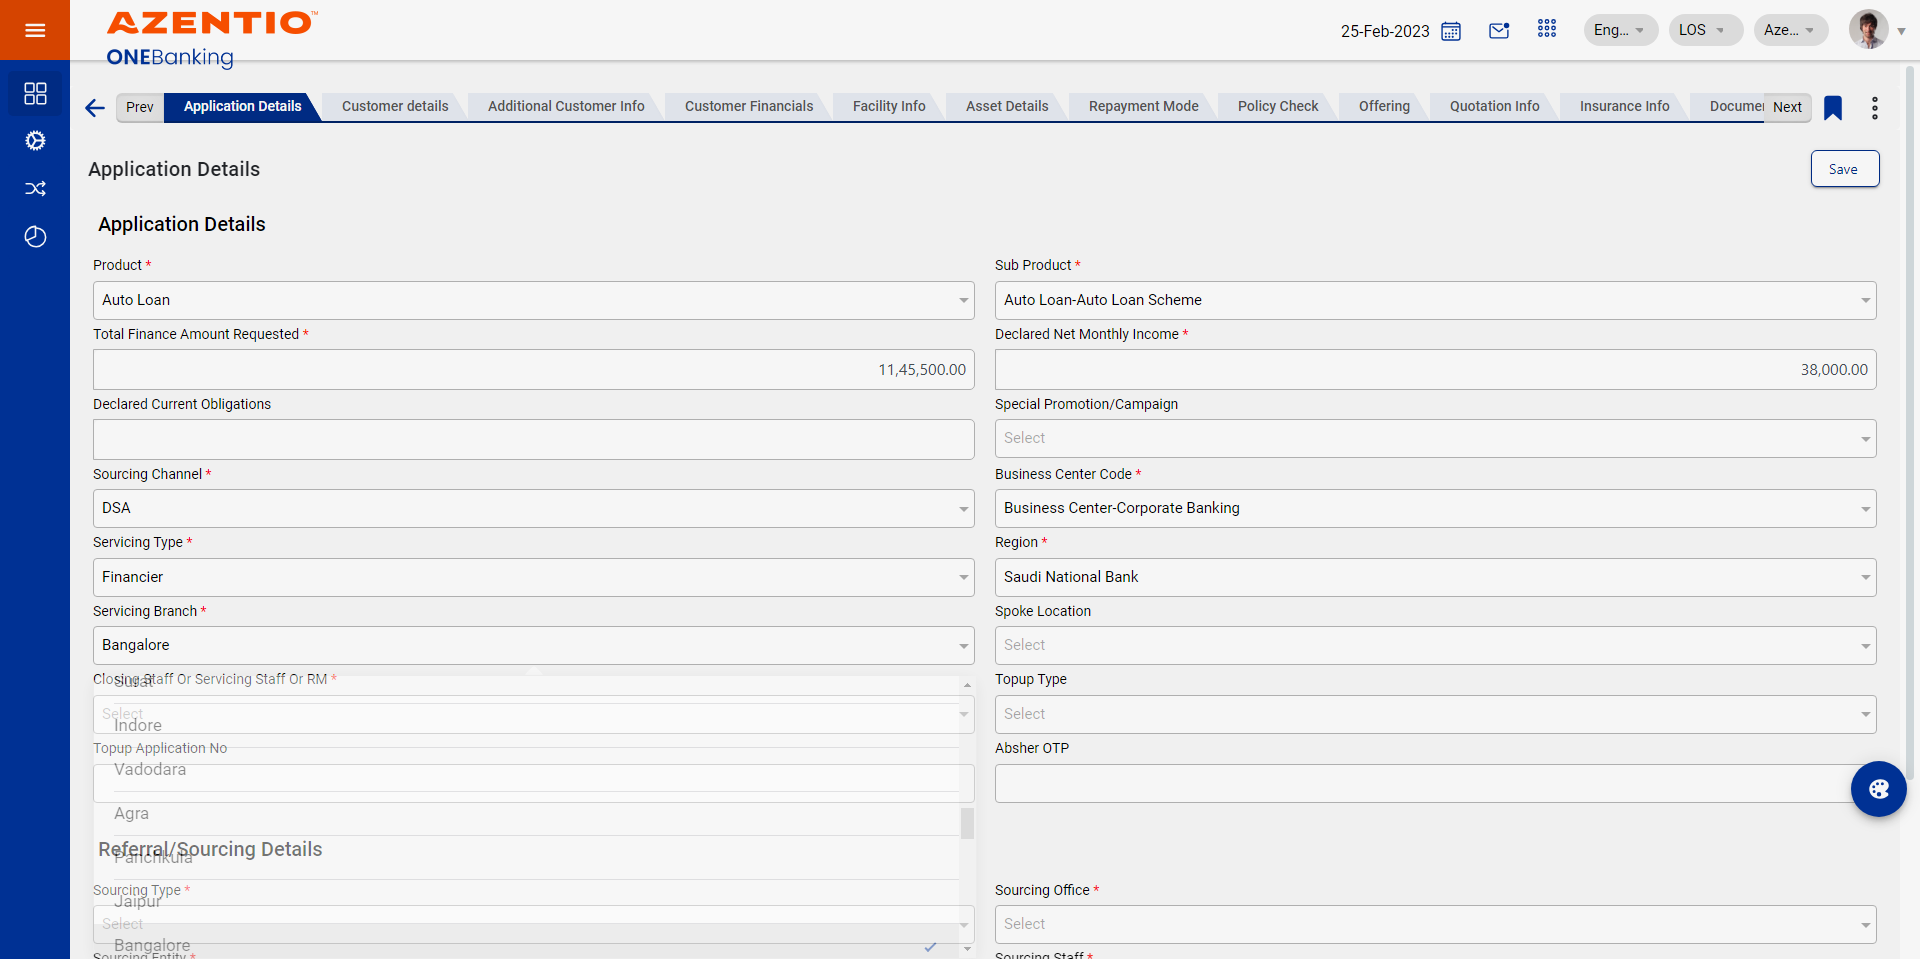 AZENTIO™
ONEBanking
25-Feb-2023
Eng...
LOS
Aze...
Prev
Application Details
Customer details
Additional Customer Info
Customer Financials
Facility Info
Asset Details
Repayment Mode
Policy Check
Offering
Quotation Info
Insurance Info
Documen
Next
Application Details
Save
Application Details
Product *
Sub Product *
Auto Loan
Auto Loan-Auto Loan Scheme
Total Finance Amount Requested *
Declared Net Monthly Income *
11,45,500.00
38,000.00
Declared Current Obligations
Special Promotion/Campaign
Select
Sourcing Channel *
Business Center Code *
DSA
Business Center-Corporate Banking
Servicing Type *
Region *
Financier
Saudi National Bank
Servicing Branch *
Spoke Location
Bangalore
Select
Closing Staff Or Servicing Staff Or RM *
Surat
Topup Type
Select
Indore
Select
Topup Application No
Absher OTP
Vadodara
Agra
Referral/Sourcing Details
Panchkula
Sourcing Type *
Sourcing Office *
Jaipur
Select
Select
Bangalore
Sourcing Entity *
Sourcing Staff *